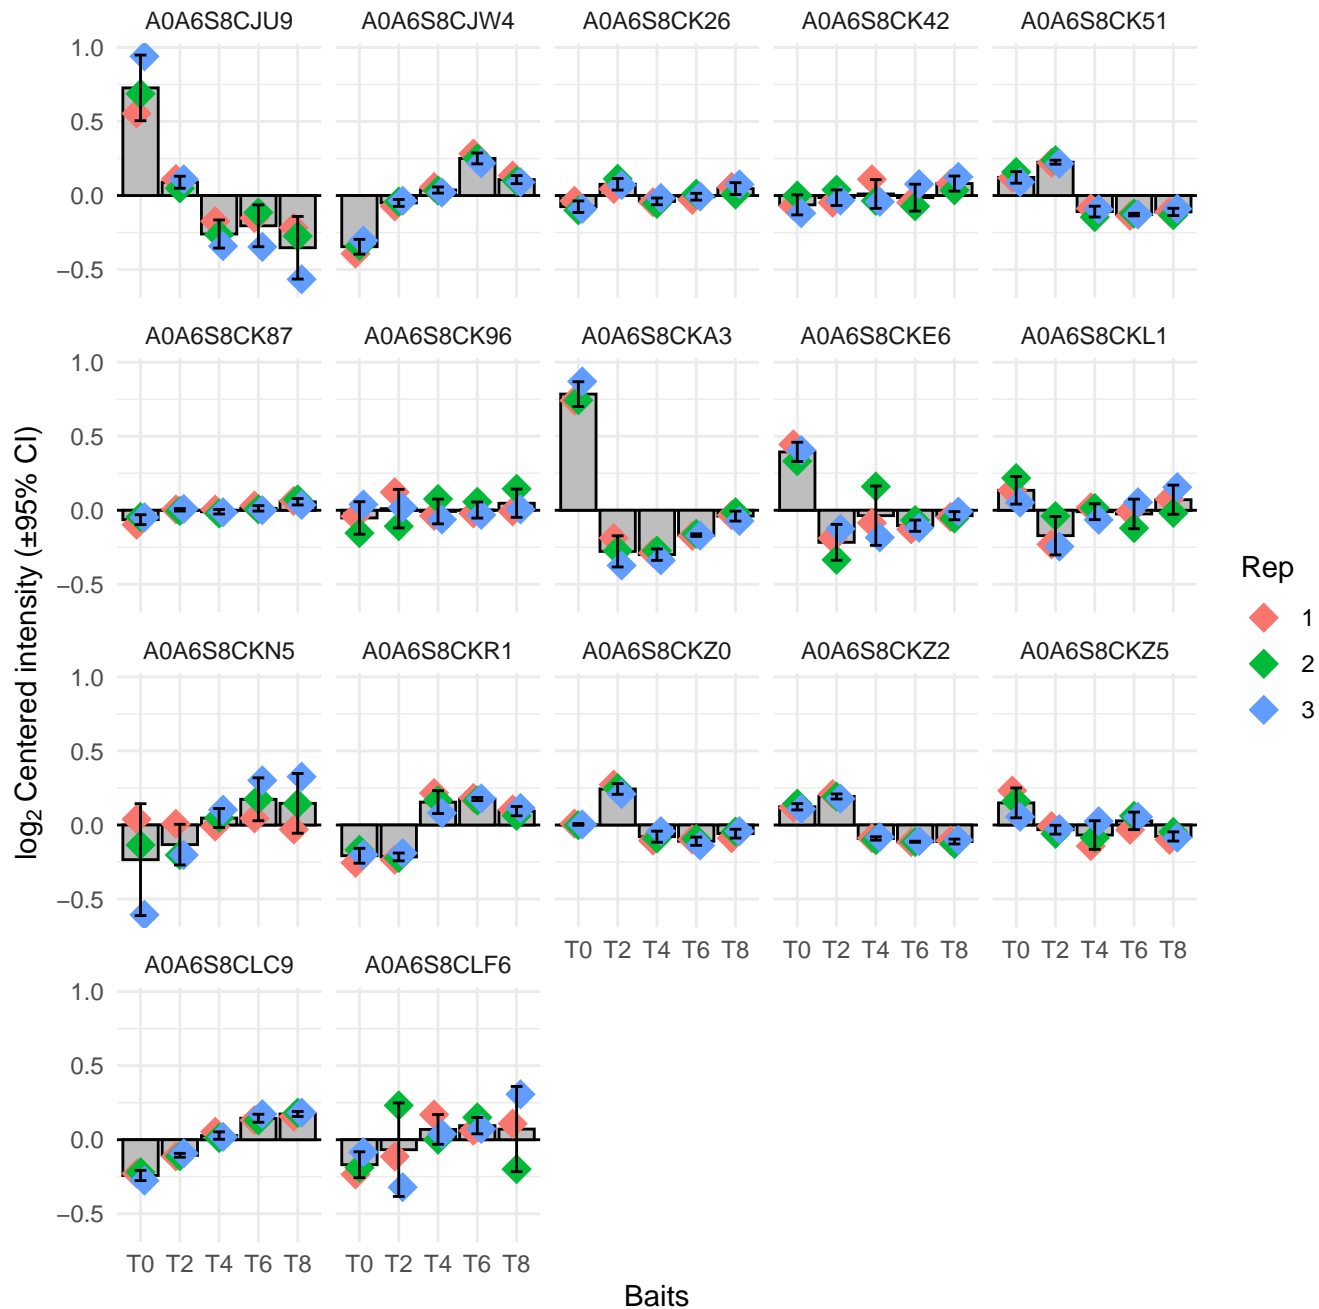 A0A6S8CJU9 A0A6S8CJW4 A0A6S8CK26 A0A6S8CK42 A0A6S8CK51
1.0
0.5
0.0
−0.5
A0A6S8CK87 A0A6S8CK96 A0A6S8CKA3 A0A6S8CKE6 A0A6S8CKL1
1.0
0.5
0.0
−0.5
A0A6S8CKN5 A0A6S8CKR1 A0A6S8CKZ0 A0A6S8CKZ2 A0A6S8CKZ5
1.0
0.5
0.0
−0.5
T0 T2 T4 T6 T8 T0 T2 T4 T6 T8 T0 T2 T4 T6 T8
A0A6S8CLC9 A0A6S8CLF6
1.0
0.5
0.0
−0.5
T0 T2 T4 T6 T8 T0 T2 T4 T6 T8
Baits
log2 Centered intensity (±95% CI)
Rep
1
2
3